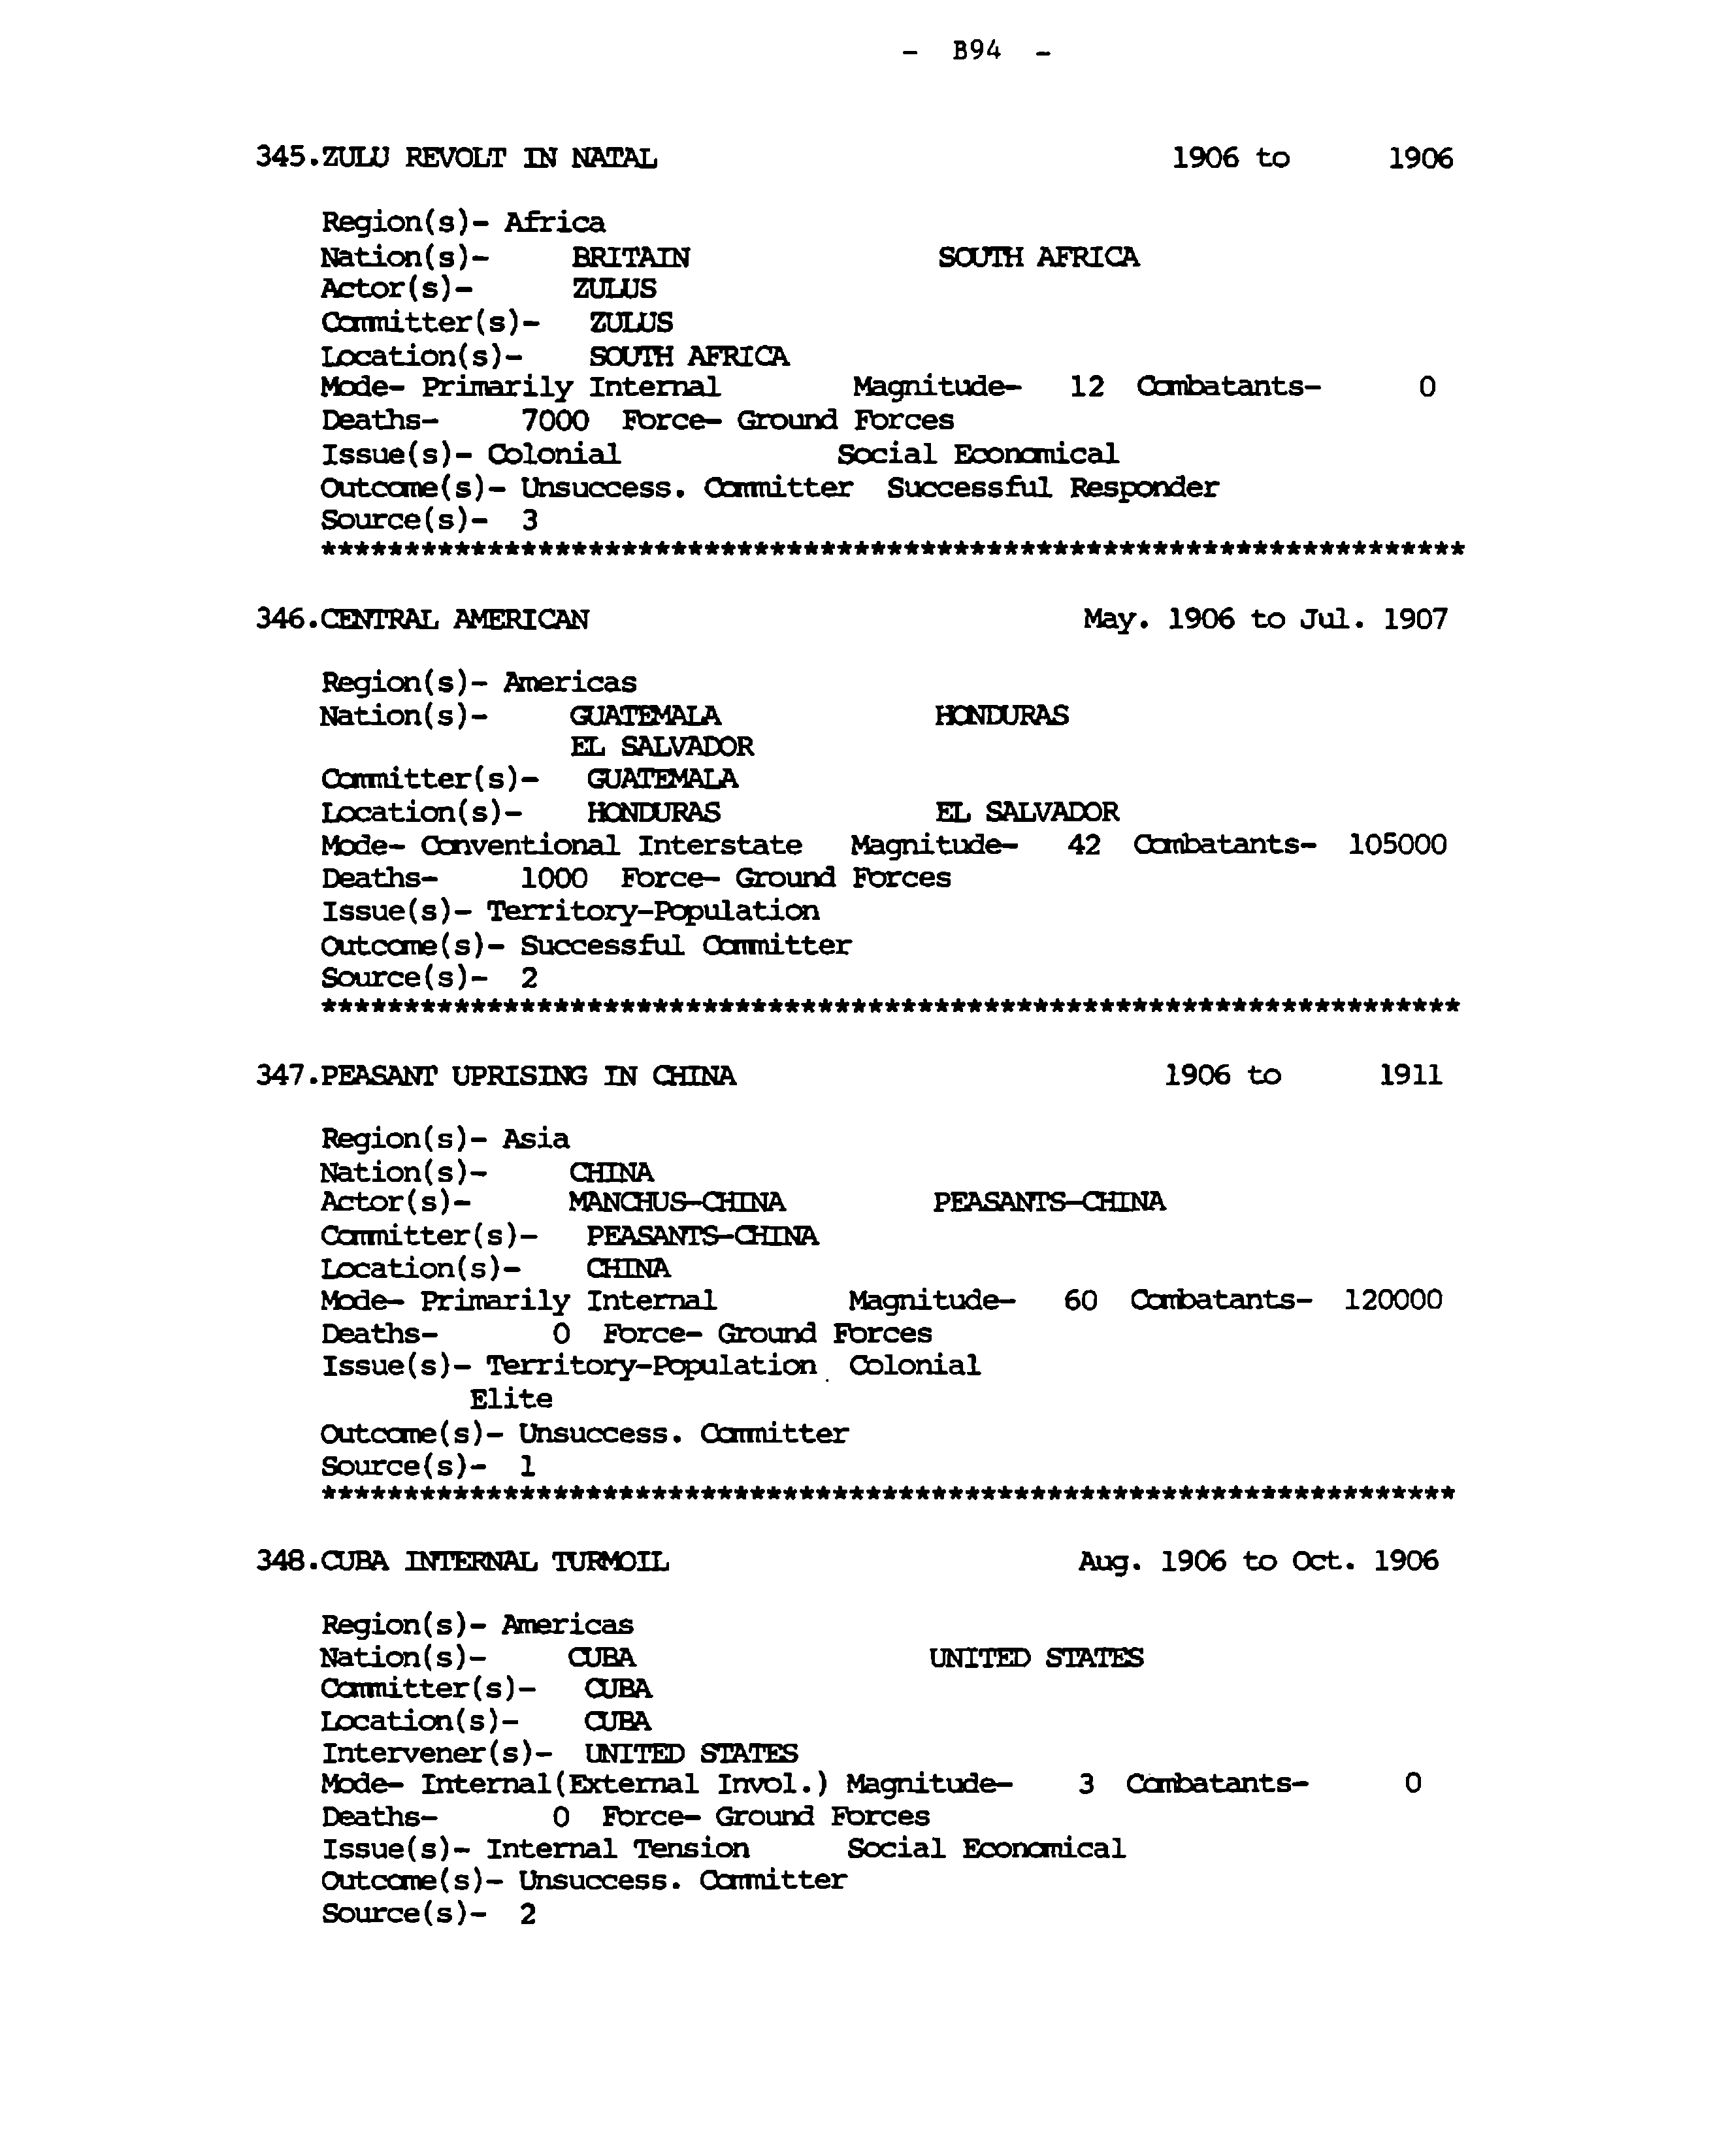 - B94 -
345.ZULU REVOLT IN NATAL 1906 to 1906
Region(s)- Africa
Nation(s)- BRITAIN SOUTH AFRICA
Actor(s)- ZULUS
Committer(s)- ZULUS
Location(s)- SOUTH AFRICA
Mode- Primarily Internal Magnitude- 12 Combatants- 0
Deaths- 7000 Force- Ground Forces
Issue(s)- Colonial Social Economical
Outcome(s)- Unsuccess. Committer Successful Responder
Source(s)- 3
*********************************************************************
346.CENTRAL AMERICAN May. 1906 to Jul. 1907
Region(s)- Americas
Nation(s)- GUATEMALA HONDURAS
EL SALVADOR
Committer(s)- GUATEMALA
Location(s)- HONDURAS EL SALVADOR
Mode- Conventional Interstate Magnitude- 42 Combatants- 105000
Deaths- 1000 Force- Ground Forces
Issue(s)- Territory-Population
Outcome(s)- Successful Committer
Source(s)- 2
*********************************************************************
347.PEASANT UPRISING IN CHINA 1906 to 1911
Region(s)- Asia
Nation(s)- CHINA
Actor(s)- MANCHUS-CHINA PEASANTS-CHINA
Committer(s)- PEASANTS-CHINA
Location(s)- CHINA
Mode- Primarily Internal Magnitude- 60 Combatants- 120000
Deaths- 0 Force- Ground Forces
Issue(s)- Territory-Population Colonial
Elite
Outcome(s)- Unsuccess. Committer
Source(s)- 1
*********************************************************************
348.CUBA INTERNAL TURMOIL Aug. 1906 to Oct. 1906
Region(s)- Americas
Nation(s)- CUBA UNITED STATES
Committer(s)- CUBA
Location(s)- CUBA
Intervener(s)- UNITED STATES
Mode- Internal(External Invol.) Magnitude- 3 Combatants- 0
Deaths- 0 Force- Ground Forces
Issue(s)- Internal Tension Social Economical
Outcome(s)- Unsuccess. Committer
Source(s)- 2